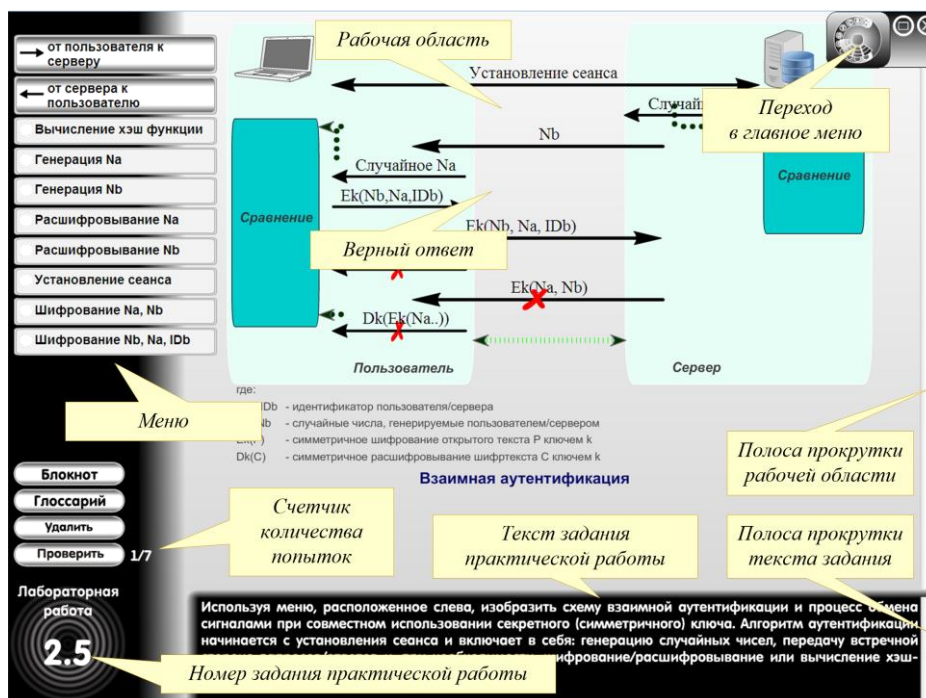 от пользователя к
серверу
от сервера к
пользователю
Вычисление хэш функции
Генерация Na
Генерация Nb
Расшифровывание Na
Расшифровывание Nb
Установление сеанса
Шифрование Na, Nb
Шифрование Nb, Na, IDb
Меню
Рабочая область
Установление сеанса
Переход
в главное меню
Nb
Случайное Na
Ek(Nb,Na,IDb)
Сравнение
Сравнение
Ek(Nb, Na, IDb)
Верный ответ
Ek(Na, Nb)
Dk(Ek(Na..))
Пользователь
Сервер
где:
IDb - идентификатор пользователя/сервера
- случайные числа, генерируемые пользователем/сервером
- симметричное шифрование открытого текста P ключем k
Dk(C) - симметричное расшифровывание шифртекста C ключем k
Взаимная аутентификация
Полоса прокрутки
рабочей области
Блокнот
Глоссарий
Удалить
Проверить 1/7
Счетчик
количества
попыток
Текст задания
практической работы
Полоса прокрутки
текста задания
Лабораторная
работа
2.5
Номер задания практической работы
Используя меню, расположенное слева, изобразить схему взаимной аутентификации и процесс обмена
сигналами при совместном использовании секретного (симметричного) ключа. Алгоритм аутентификации
начинается с установления сеанса и включает в себя: генерацию случайных чисел, передачу встречной
шифрование/расшифровывание или вычисление хэш-